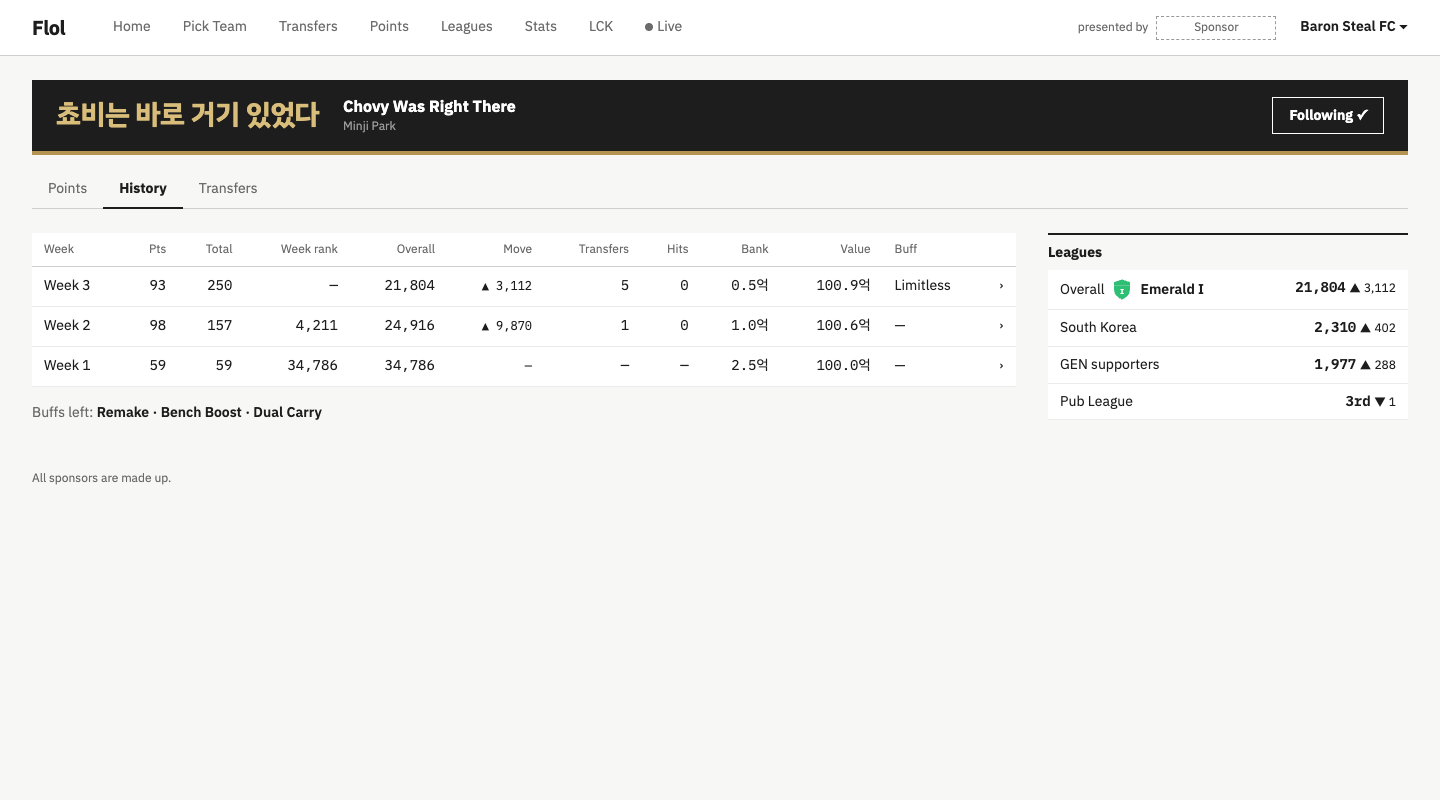 Flol Home Pick Team Transfers Points Leagues Stats LCK Live presented by Sponsor Baron Steal FC
쵸비는 바로 거기 있었다 Chovy Was Right There
Minji Park
Following ✓
Points History Transfers
Week Pts Total Week rank Overall Move Transfers Hits Bank Value Buff
Week 3 93 250 — 21,804 ▲ 3,112 5 0 0.5억 100.9억 Limitless ›
Week 2 98 157 4,211 24,916 ▲ 9,870 1 0 1.0억 100.6억 — ›
Week 1 59 59 34,786 34,786 — — — 2.5억 100.0억 — ›
Buffs left: Remake · Bench Boost · Dual Carry
Leagues
Overall I Emerald I 21,804 ▲ 3,112
South Korea 2,310 ▲ 402
GEN supporters 1,977 ▲ 288
Pub League 3rd ▼ 1
All sponsors are made up.